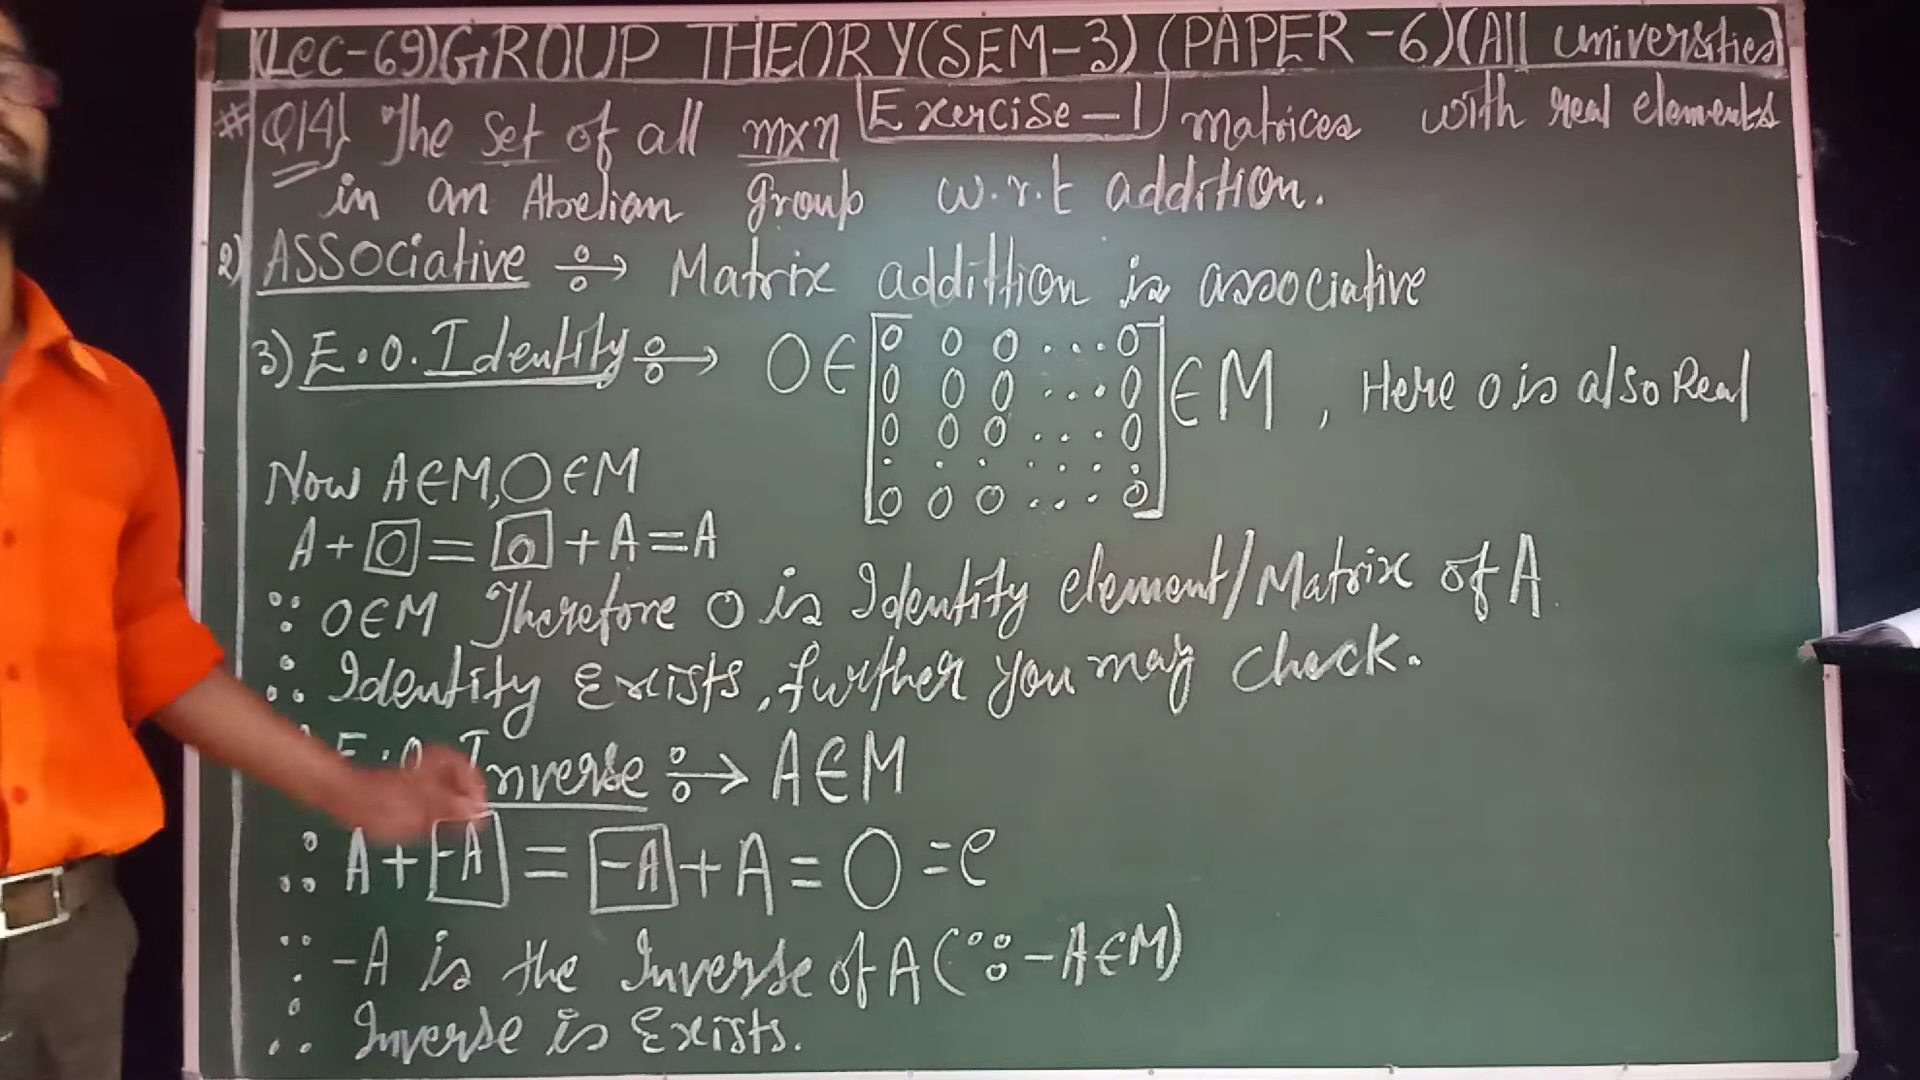 (Lec-69) GROUP THEORY (SEM-3) (PAPER-6) (All universities)
Exercise-1
# Q14} The Set of all m×n matrices with real elements
in an Abelian group w.r.t addition.
2) ASSociative ÷→ Matrix addittion is associative
3) E.O. Identity ÷→ O∈ [0 0 0 ... 0 ∈ M, Here 0 is also Real
0 0 0 ... 0
0 0 0 ... 0
. . . . . .
0 0 0 ... 0]
Now A∈M, O∈M
A + O = O + A = A
∵ O∈M Therefore O is Identity element/Matrix of A.
∴ Identity Exists, further you may check.
E.O. Inverse ÷→ A∈M
∴ A + -A = -A + A = O = e
∵ -A is the Inverse of A (∵ -A∈M)
∴ Inverse is Exists.